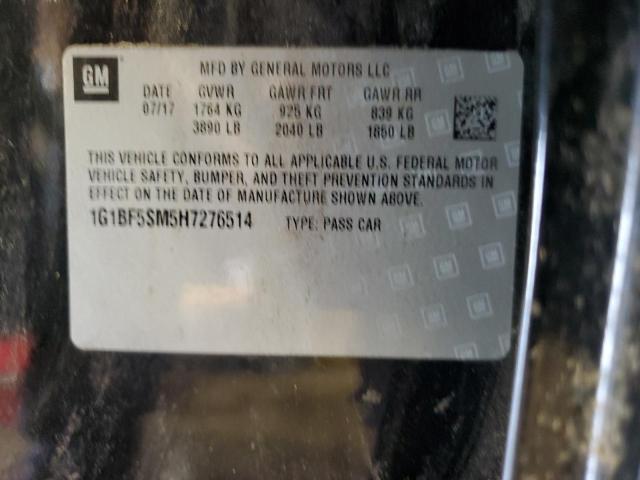 GM
MFD BY GENERAL MOTORS LLC
DATE GVWR GAWR FRT GAWR RR
07/17 1764 KG 925 KG 839 KG
3890 LB 2040 LB 1850 LB
THIS VEHICLE CONFORMS TO ALL APPLICABLE U.S. FEDERAL MOTOR
VEHICLE SAFETY, BUMPER, AND THEFT PREVENTION STANDARDS IN
EFFECT ON THE DATE OF MANUFACTURE SHOWN ABOVE.
1G1BF5SM5H7276514 TYPE: PASS CAR